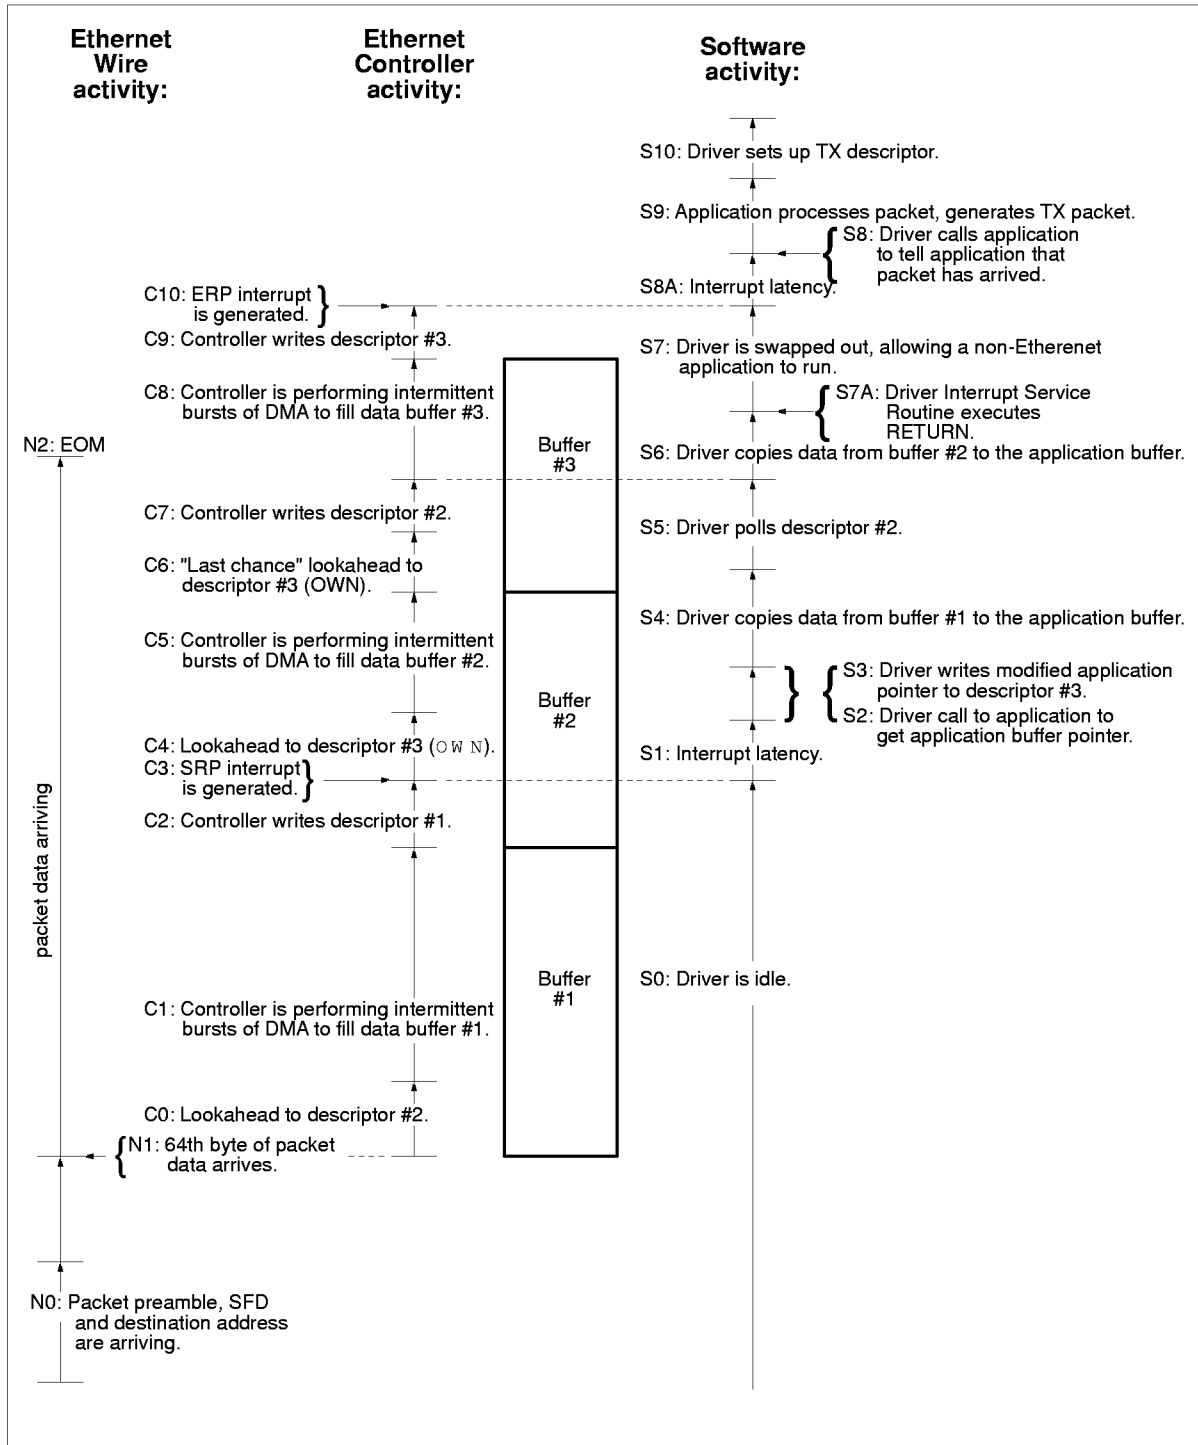 Ethernet
Wire
activity:
Ethernet
Controller
activity:
Software
activity:
S10: Driver sets up TX descriptor.
S9: Application processes packet, generates TX packet.
S8: Driver calls application
to tell application that
packet has arrived.
S8A: Interrupt latency.
C10: ERP interrupt
is generated.
C9: Controller writes descriptor #3.
S7: Driver is swapped out, allowing a non-Etherenet
application to run.
C8: Controller is performing intermittent
bursts of DMA to fill data buffer #3.
S7A: Driver Interrupt Service
Routine executes
RETURN.
N2: EOM
Buffer
#3
S6: Driver copies data from buffer #2 to the application buffer.
C7: Controller writes descriptor #2.
S5: Driver polls descriptor #2.
C6: "Last chance" lookahead to
descriptor #3 (OWN).
S4: Driver copies data from buffer #1 to the application buffer.
C5: Controller is performing intermittent
bursts of DMA to fill data buffer #2.
S3: Driver writes modified application
pointer to descriptor #3.
Buffer
#2
S2: Driver call to application to
get application buffer pointer.
C4: Lookahead to descriptor #3 (OWN).
S1: Interrupt latency.
C3: SRP interrupt
is generated.
C2: Controller writes descriptor #1.
packet data arriving
Buffer
#1
S0: Driver is idle.
C1: Controller is performing intermittent
bursts of DMA to fill data buffer #1.
C0: Lookahead to descriptor #2.
N1: 64th byte of packet
data arrives.
N0: Packet preamble, SFD
and destination address
are arriving.